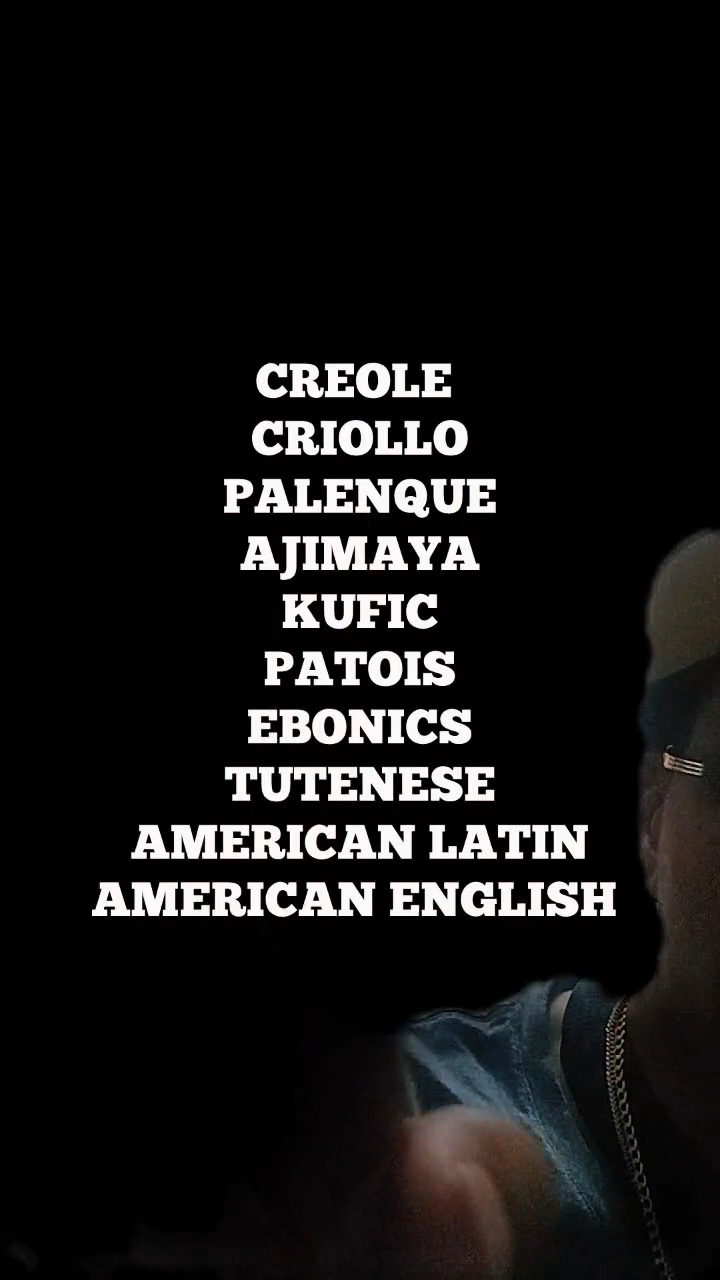 CREOLE
CRIOLLO
PALENQUE
AJIMAYA
KUFIC
PATOIS
EBONICS
TUTENESE
AMERICAN LATIN
AMERICAN ENGLISH